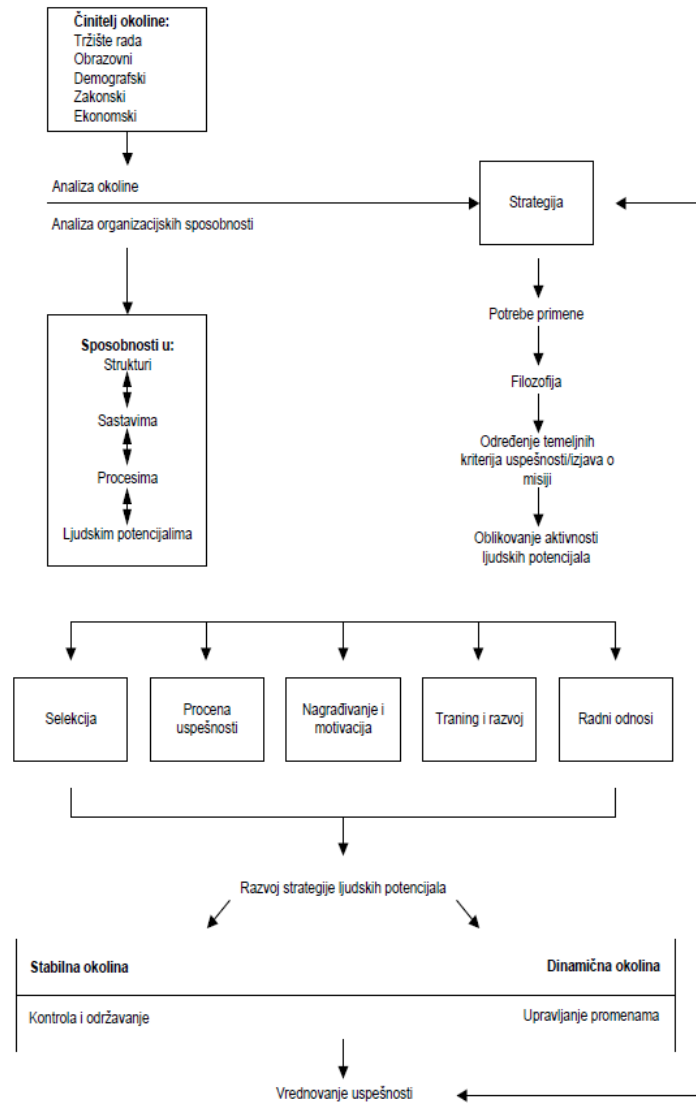 Činitelj okoline:
Tržište rada
Obrazovni
Demografski
Zakonski
Ekonomski
Analiza okoline
Analiza organizacijskih sposobnosti
Strategija
Sposobnosti u:
Strukturi
Sastavima
Procesima
Ljudskim potencijalima
Potrebe primene
Filozofija
Određenje temeljnih
kriterija uspešnosti/izjava o
misiji
Oblikovanje aktivnosti
ljudskih potencijala
Selekcija
Procena
uspešnosti
Nagrađivanje i
motivacija
Traning i razvoj
Radni odnosi
Razvoj strategije ljudskih potencijala
Stabilna okolina
Dinamična okolina
Kontrola i održavanje
Upravljanje promenama
Vrednovanje uspešnosti